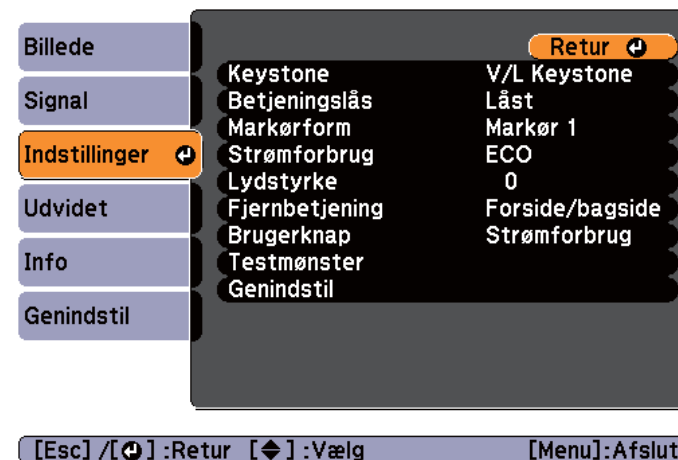 Billede
Signal
Indstillinger
Udvidet
Info
Genindstil
Retur
Keystone V/L Keystone
Betjeningslås Låst
Markørform Markør 1
Strømforbrug ECO
Lydstyrke 0
Fjernbetjening Forside/bagside
Brugerknap Strømforbrug
Testmønster
Genindstil
[Esc] /[⏎] :Retur [◆] :Vælg [Menu]:Afslut